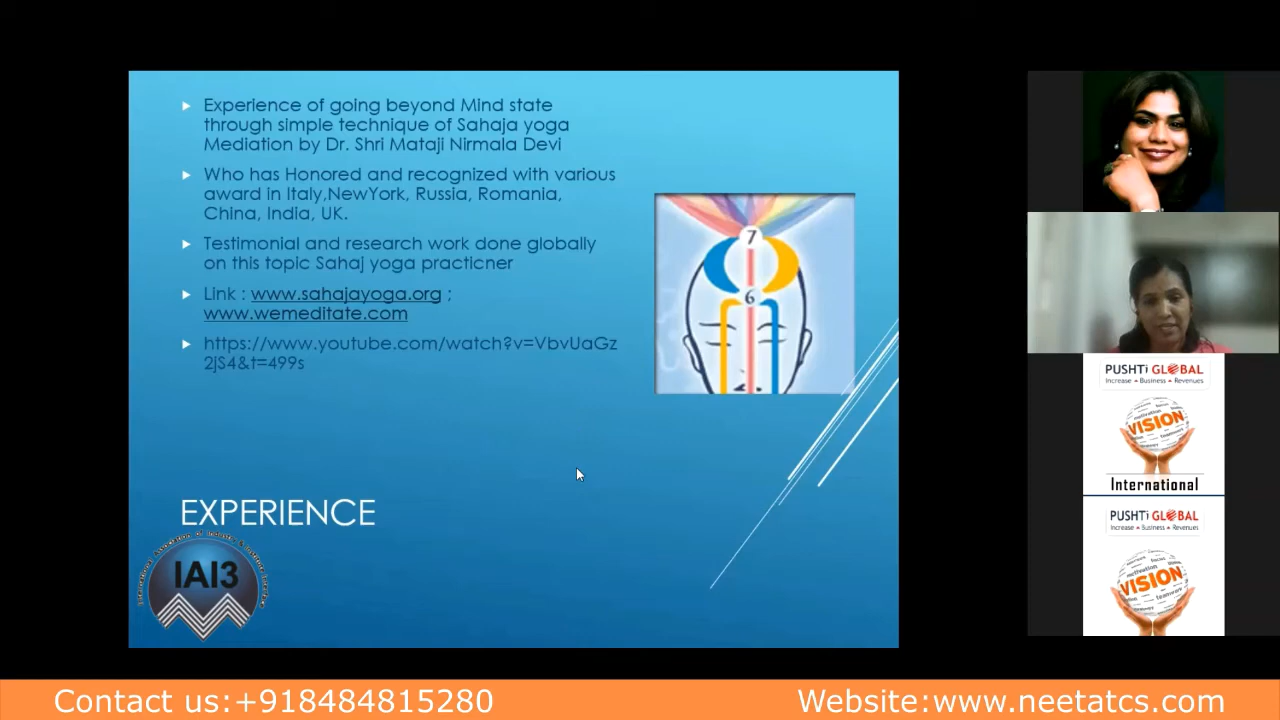 Experience of going beyond Mind state
through simple technique of Sahaja yoga
Mediation by Dr. Shri Mataji Nirmala Devi
Who has Honored and recognized with various
award in Italy,NewYork, Russia, Romania,
China, India, UK.
Testimonial and research work done globally
on this topic Sahaj yoga practicner
Link : www.sahajayoga.org ;
www.wemeditate.com
https://www.youtube.com/watch?v=VbvUaGz
2jS4&t=499s
7
6
EXPERIENCE
IAI3
PUSHTi GLOBAL
Increase Business Revenues
motivation
VISION
teamwork
International
PUSHTi GLOBAL
Increase Business Revenues
motivation
VISION
teamwork
Contact us:+918484815280
Website:www.neetatcs.com